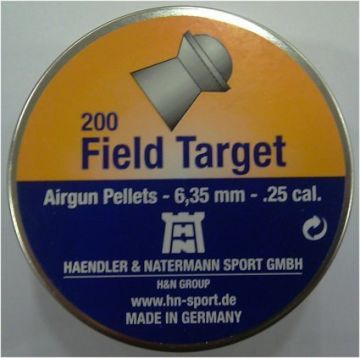 200
Field Target
Airgun Pellets - 6,35 mm - .25 cal.
HN
HAENDLER & NATERMANN SPORT GMBH
H&N GROUP
www.hn-sport.de
MADE IN GERMANY